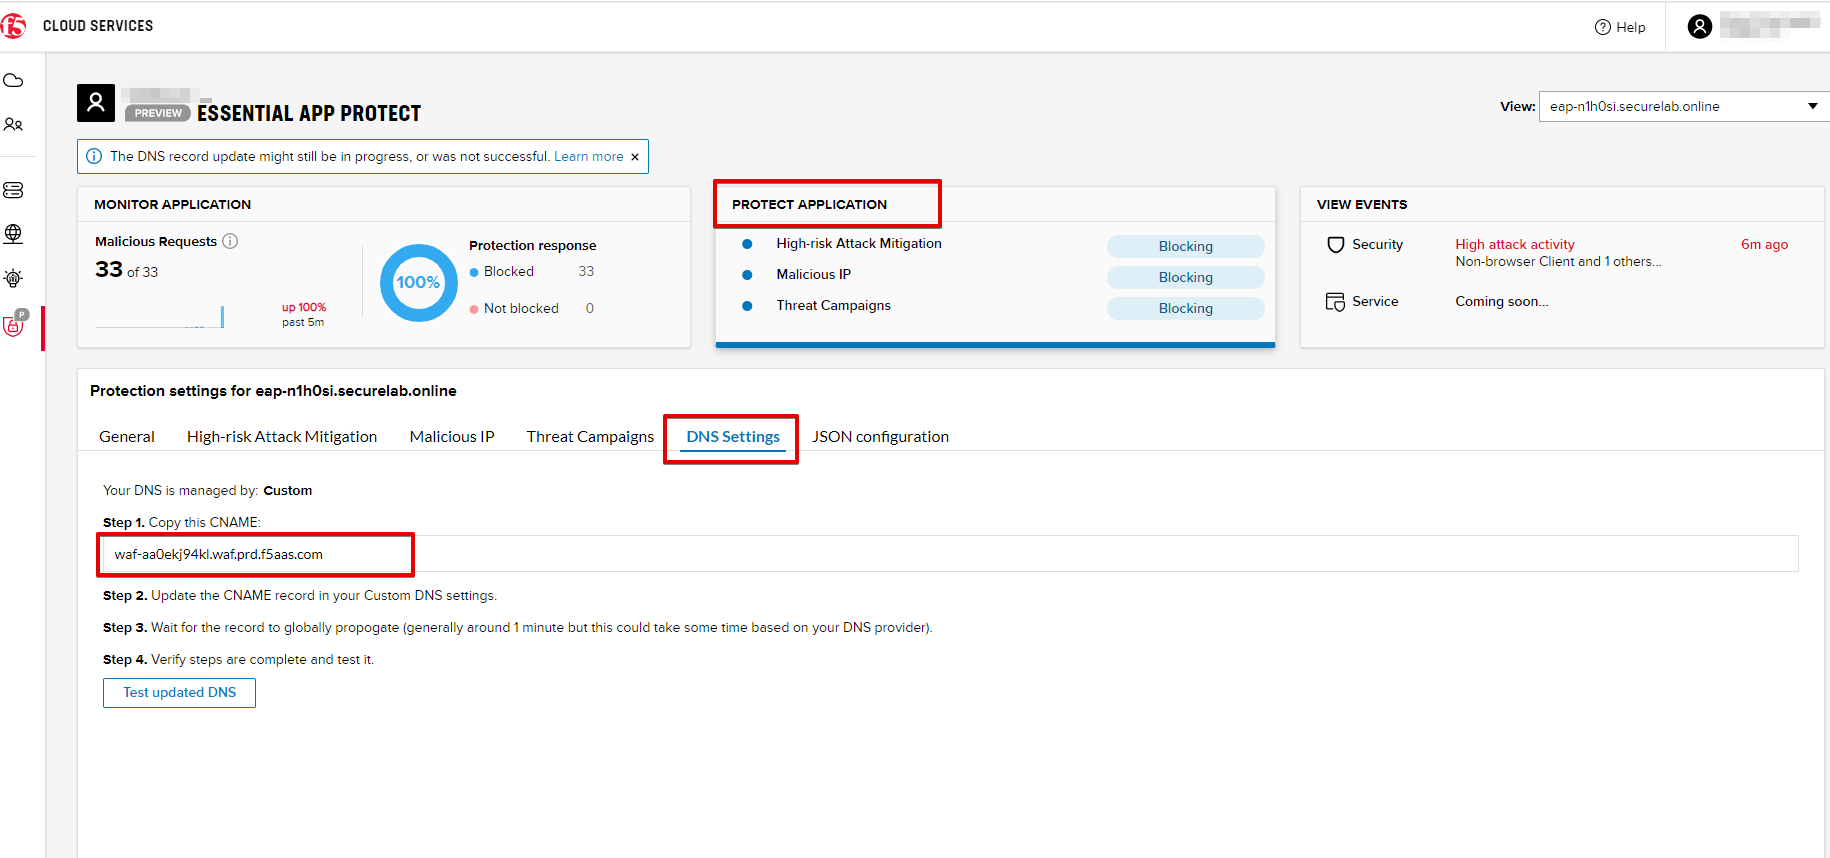 f5 CLOUD SERVICES
Help
PREVIEW ESSENTIAL APP PROTECT
View: eap-n1h0si.securelab.online
The DNS record update might still be in progress, or was not successful. Learn more ×
MONITOR APPLICATION
Malicious Requests
33 of 33
up 100%
past 5m
100%
Protection response
Blocked 33
Not blocked 0
PROTECT APPLICATION
High-risk Attack Mitigation Blocking
Malicious IP Blocking
Threat Campaigns Blocking
VIEW EVENTS
Security High attack activity 6m ago
Non-browser Client and 1 others...
Service Coming soon...
P
Protection settings for eap-n1h0si.securelab.online
General High-risk Attack Mitigation Malicious IP Threat Campaigns DNS Settings JSON configuration
Your DNS is managed by: Custom
Step 1. Copy this CNAME:
waf-aa0ekj94kl.waf.prd.f5aas.com
Step 2. Update the CNAME record in your Custom DNS settings.
Step 3. Wait for the record to globally propogate (generally around 1 minute but this could take some time based on your DNS provider).
Step 4. Verify steps are complete and test it.
Test updated DNS